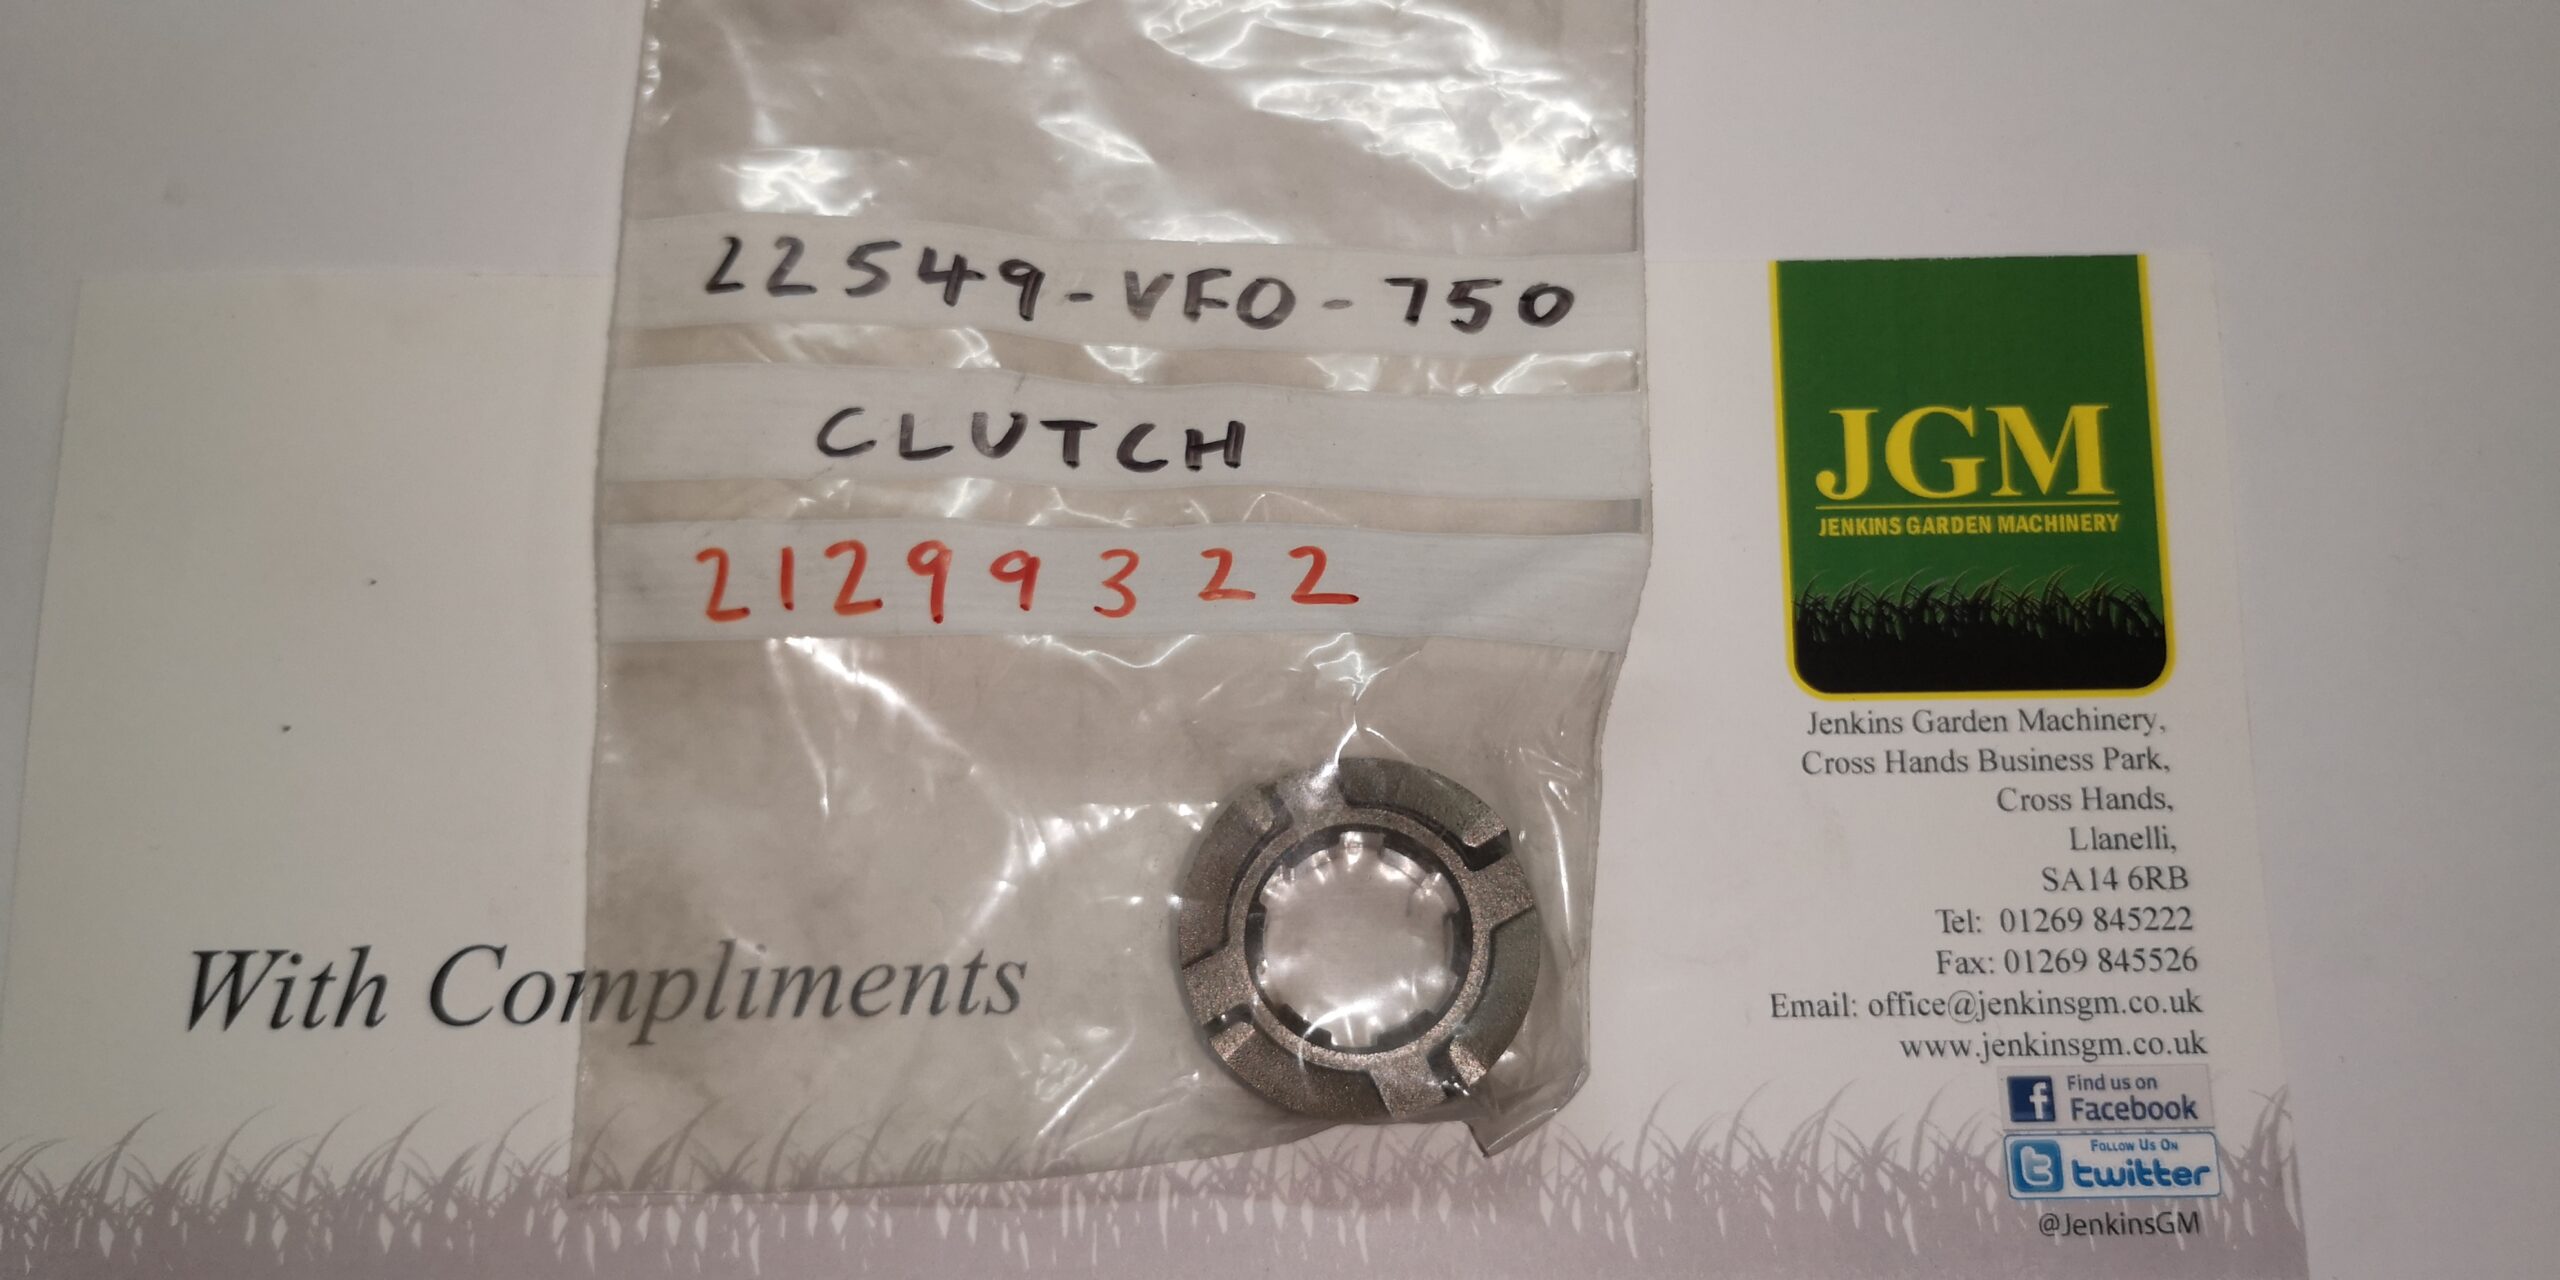 22549-VF0-750
CLUTCH
21299322
With Compliments
JGM
JENKINS GARDEN MACHINERY
Jenkins Garden Machinery,
Cross Hands Business Park,
Cross Hands,
Llanelli,
SA14 6RB
Tel: 01269 845222
Fax: 01269 845526
Email: office@jenkinsgm.co.uk
www.jenkinsgm.co.uk
f Find us on
Facebook
Follow Us On
t twitter
@JenkinsGM